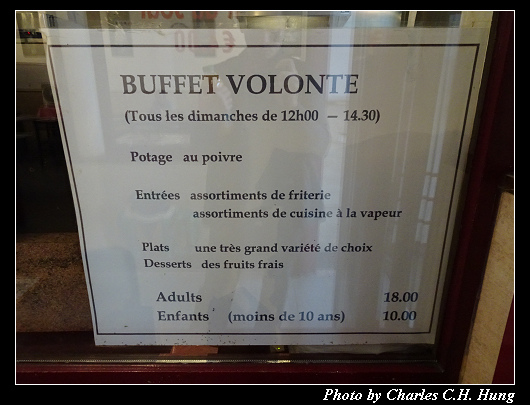 BUFFET VOLONTE
(Tous les dimanches de 12h00 — 14.30)
Potage au poivre
Entrées assortiments de friterie
assortiments de cuisine à la vapeur
Plats une très grand variété de choix
Desserts des fruits frais
Adults 18.00
Enfants (moins de 10 ans) 10.00
Photo by Charles C.H. Hung